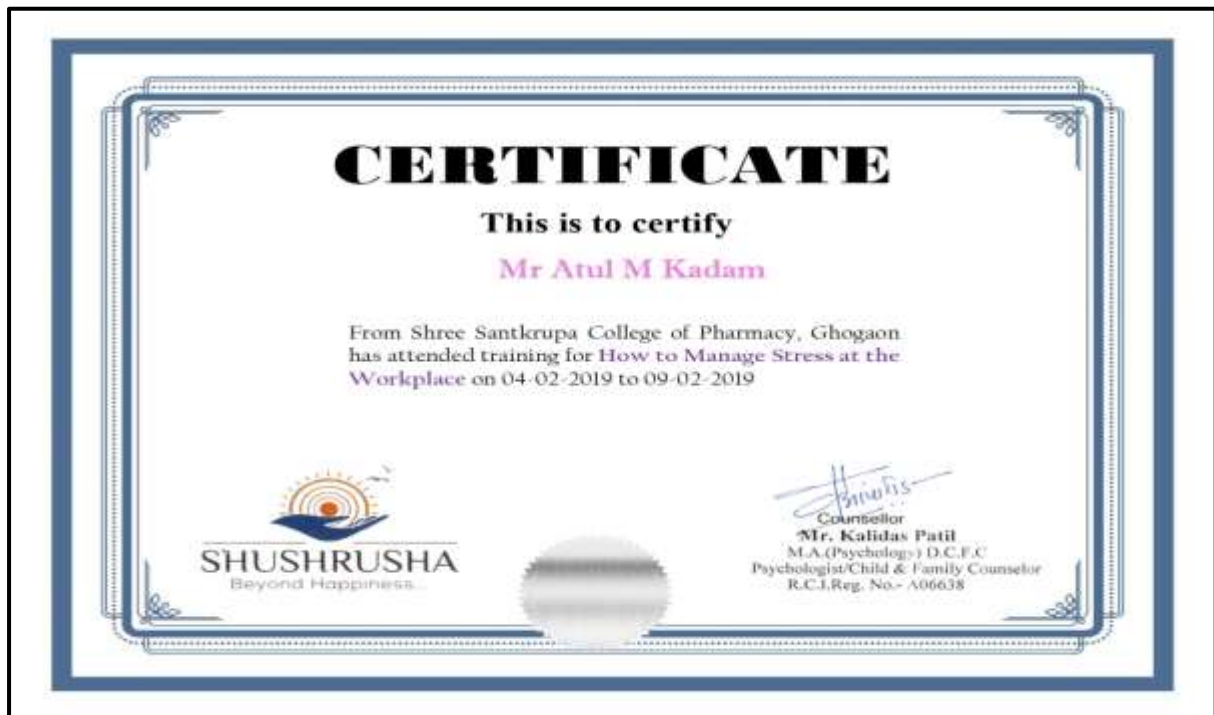 CERTIFICATE
This is to certify
Mr Atul M Kadam
From Shree Santkrupa College of Pharmacy, Ghogaon
has attended training for How to Manage Stress at the
Workplace on 04-02-2019 to 09-02-2019
SHUSHRUSHA
Beyond Happiness...
Counsellor
Mr. Kalidas Patil
M.A.(Psychology) D.C.F.C
Psychologist/Child & Family Counselor
R.C.I.Reg. No.- A06638